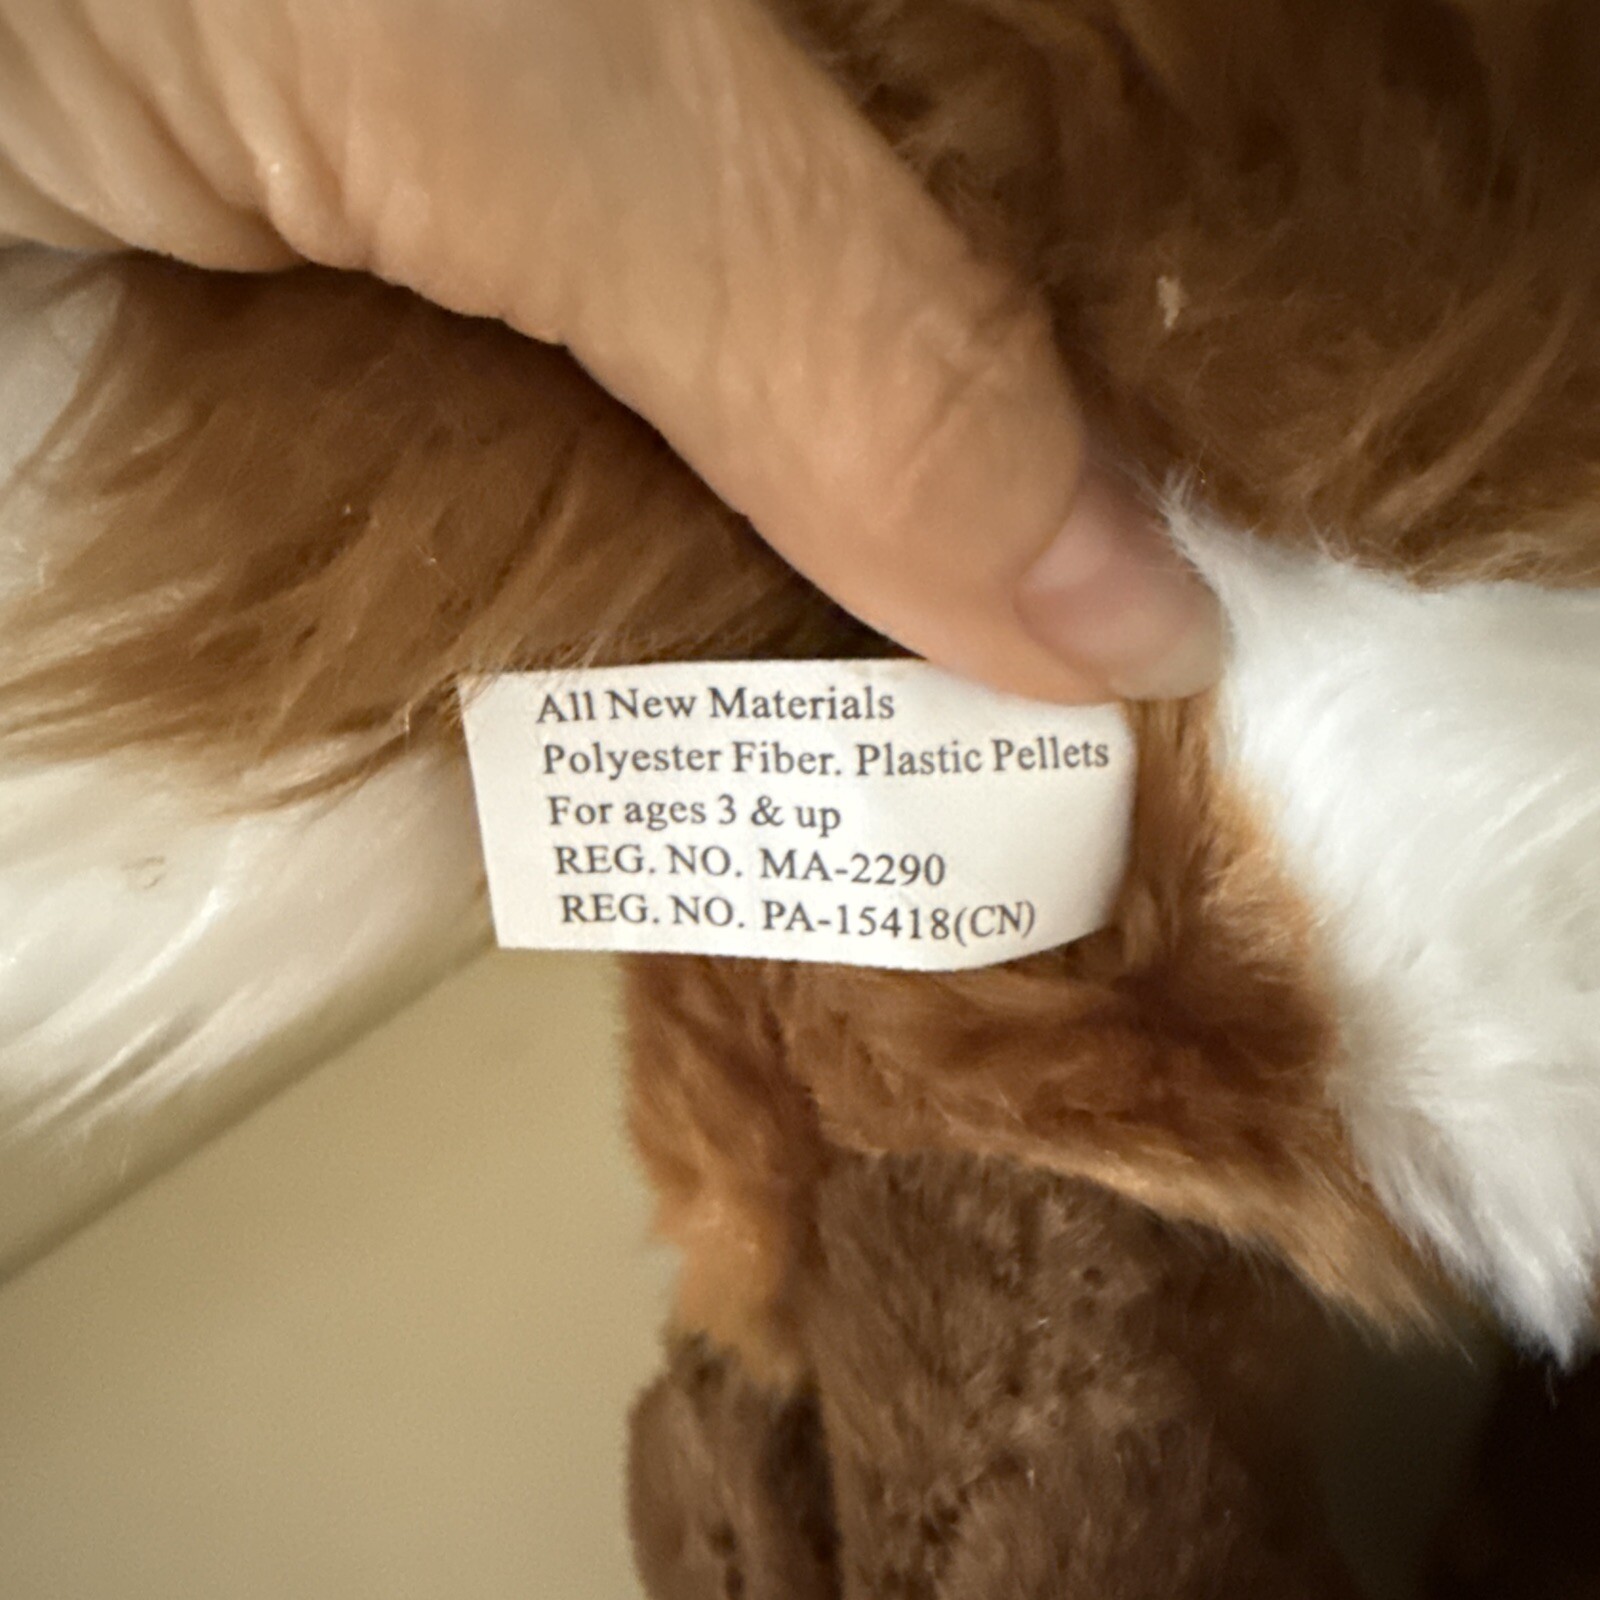 All New Materials
Polyester Fiber. Plastic Pellets
For ages 3 & up
REG. NO. MA-2290
REG. NO. PA-15418(CN)